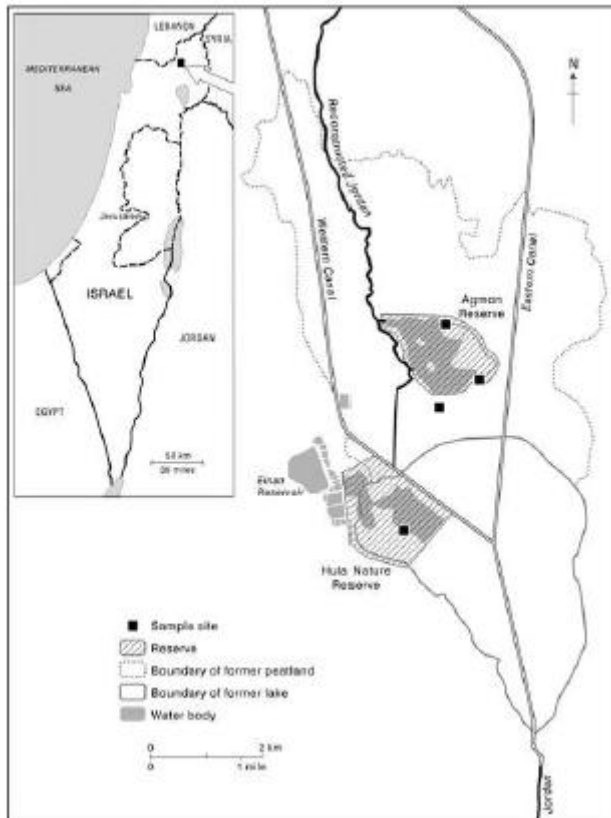 LEBANON
SYRIA
MEDITERRANEAN
SEA
ISRAEL
JORDAN
EGYPT
50 km
N
Reconstructed Jordan
Western Canal
Eastern Canal
Agmon
Reserve
Einan
Reservoir
Hula Nature
Reserve
Sample site
Reserve
Boundary of former peatland
Boundary of former lake
Water body
0 2 km
0 1 mile
Jordan